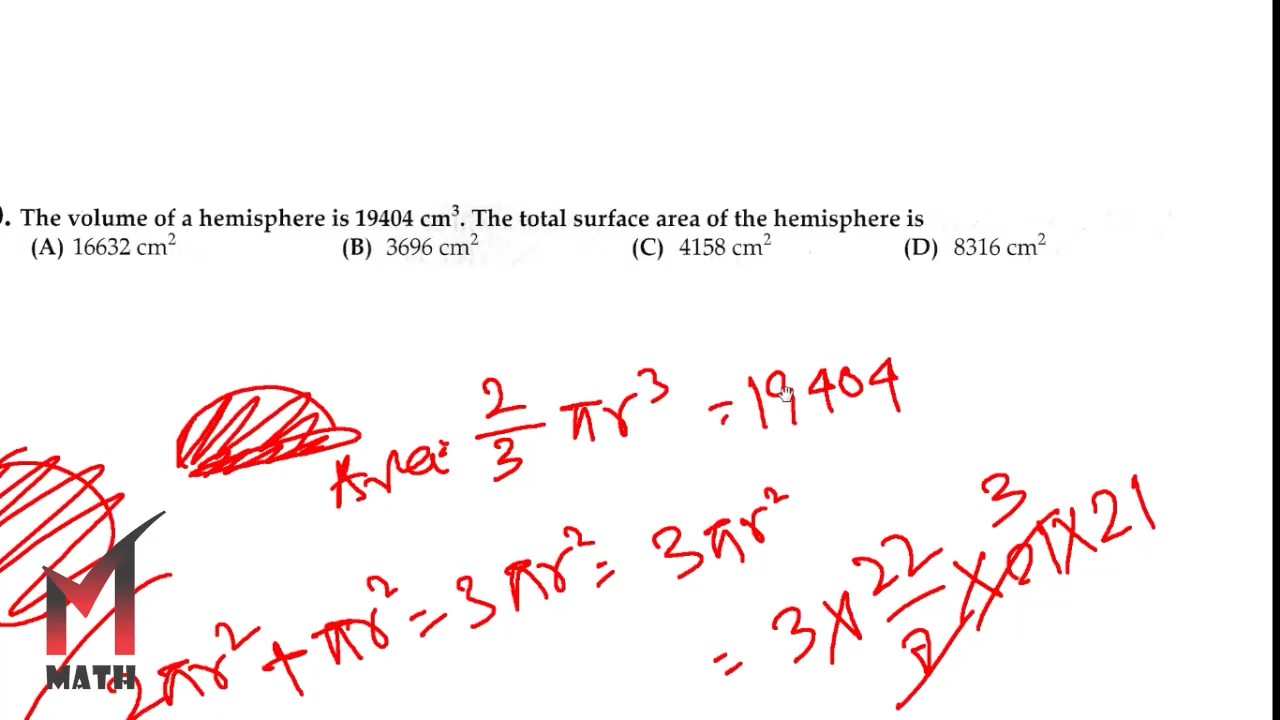 ). The volume of a hemisphere is 19404 cm³. The total surface area of the hemisphere is
(A) 16632 cm² (B) 3696 cm² (C) 4158 cm² (D) 8316 cm²
2/3 πr³ = 19404
Area:
2πr² + πr² = 3πr² = 3πr²
= 3 × 22/7 × 21 × 21
3
M
MATH